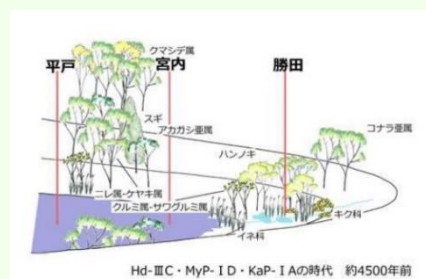 クマシデ属
平戸
宮内
勝田
スギ
アカガシ亜属
コナラ亜属
ハンノキ
ニレ属-ケヤキ属
クルミ属-サワグルミ属
キク科
イネ科
Hd-ⅢC・MyP-ⅠD・KaP-ⅠAの時代 約4500年前